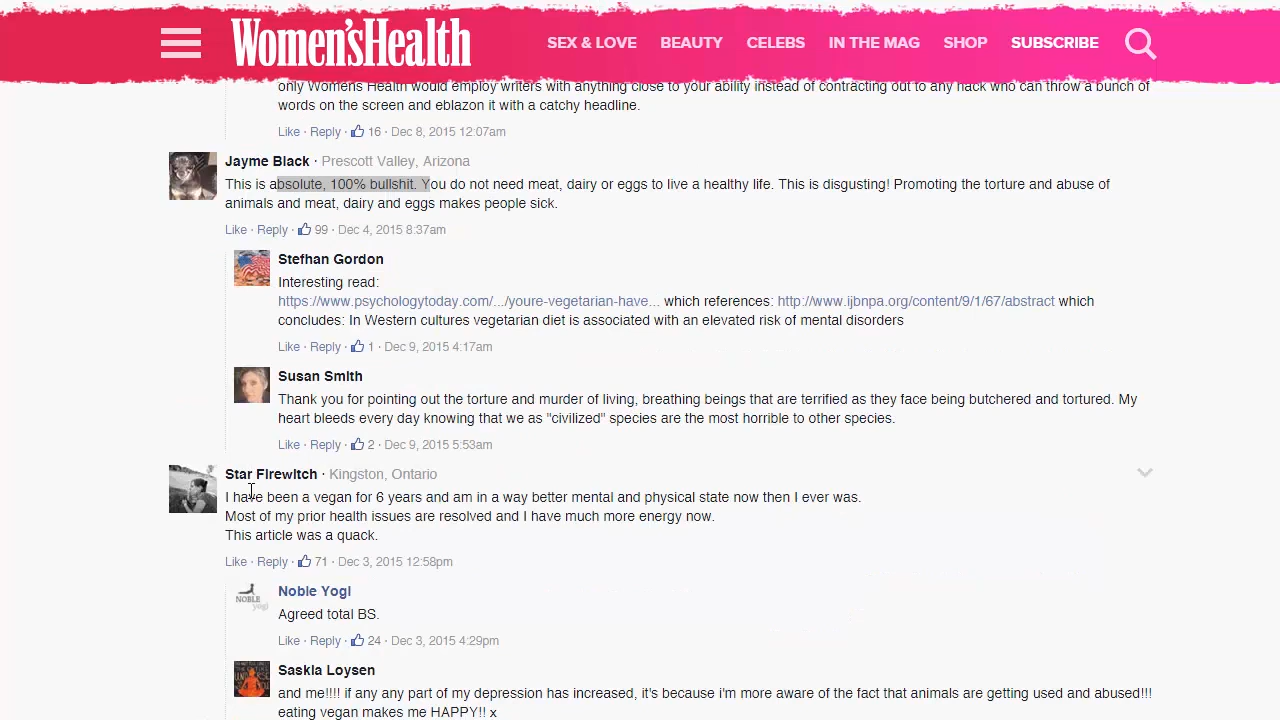 Women'sHealth
SEX & LOVE BEAUTY CELEBS IN THE MAG SHOP SUBSCRIBE
only Womens Health would employ writers with anything close to your ability instead of contracting out to any hack who can throw a bunch of
words on the screen and eblazon it with a catchy headline.
Like · Reply · 16 · Dec 8, 2015 12:07am
Jayme Black · Prescott Valley, Arizona
This is absolute, 100% bullshit. You do not need meat, dairy or eggs to live a healthy life. This is disgusting! Promoting the torture and abuse of
animals and meat, dairy and eggs makes people sick.
Like · Reply · 99 · Dec 4, 2015 8:37am
Stefhan Gordon
Interesting read:
https://www.psychologytoday.com/.../youre-vegetarian-have... which references: http://www.ijbnpa.org/content/9/1/67/abstract which
concludes: In Western cultures vegetarian diet is associated with an elevated risk of mental disorders
Like · Reply · 1 · Dec 9, 2015 4:17am
Susan Smith
Thank you for pointing out the torture and murder of living, breathing beings that are terrified as they face being butchered and tortured. My
heart bleeds every day knowing that we as "civilized" species are the most horrible to other species.
Like · Reply · 2 · Dec 9, 2015 5:53am
Star Firewitch · Kingston, Ontario
I have been a vegan for 6 years and am in a way better mental and physical state now then I ever was.
Most of my prior health issues are resolved and I have much more energy now.
This article was a quack.
Like · Reply · 71 · Dec 3, 2015 12:58pm
NOBLE
yogi
Noble Yogi
Agreed total BS.
Like · Reply · 24 · Dec 3, 2015 4:29pm
Saskia Loysen
and me!!!! if any any part of my depression has increased, it's because i'm more aware of the fact that animals are getting used and abused!!!
eating vegan makes me HAPPY!! x